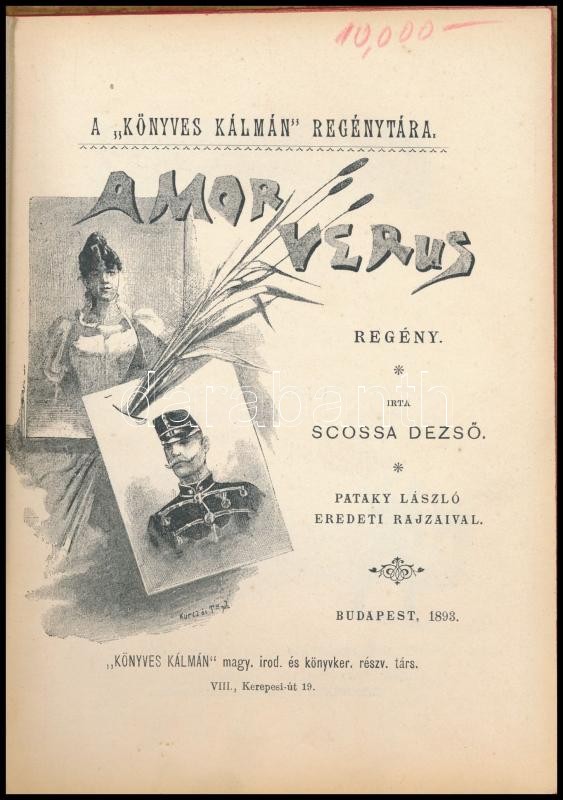 10,000—
A „KÖNYVES KÁLMÁN" REGÉNYTÁRA.
AMOR
VERUS
REGÉNY.
IRTA
SCOSSA DEZSŐ.
PATAKY LÁSZLÓ
EREDETI RAJZAIVAL.
darabanth
BUDAPEST, 1893.
„KÖNYVES KÁLMÁN" magy. irod. és könyvker. részv. társ.
VIII., Kerepesi-út 19.